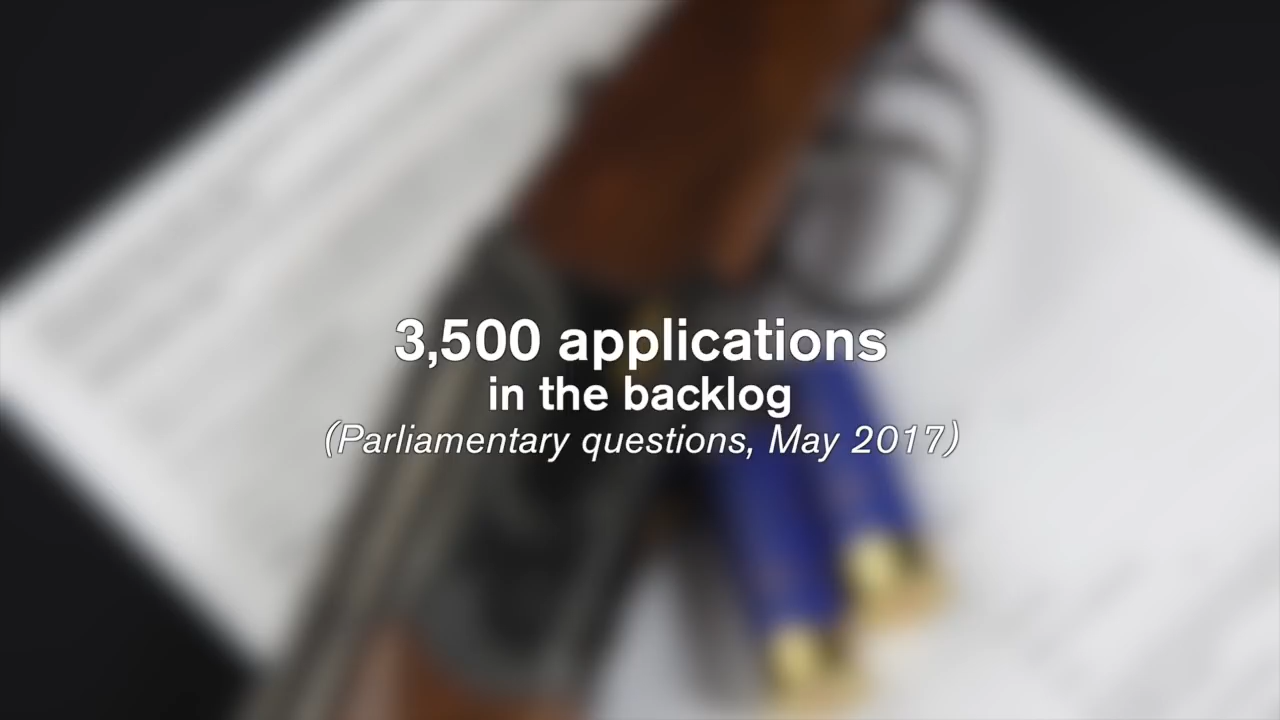 3,500 applications
in the backlog
(Parliamentary questions, May 2017)